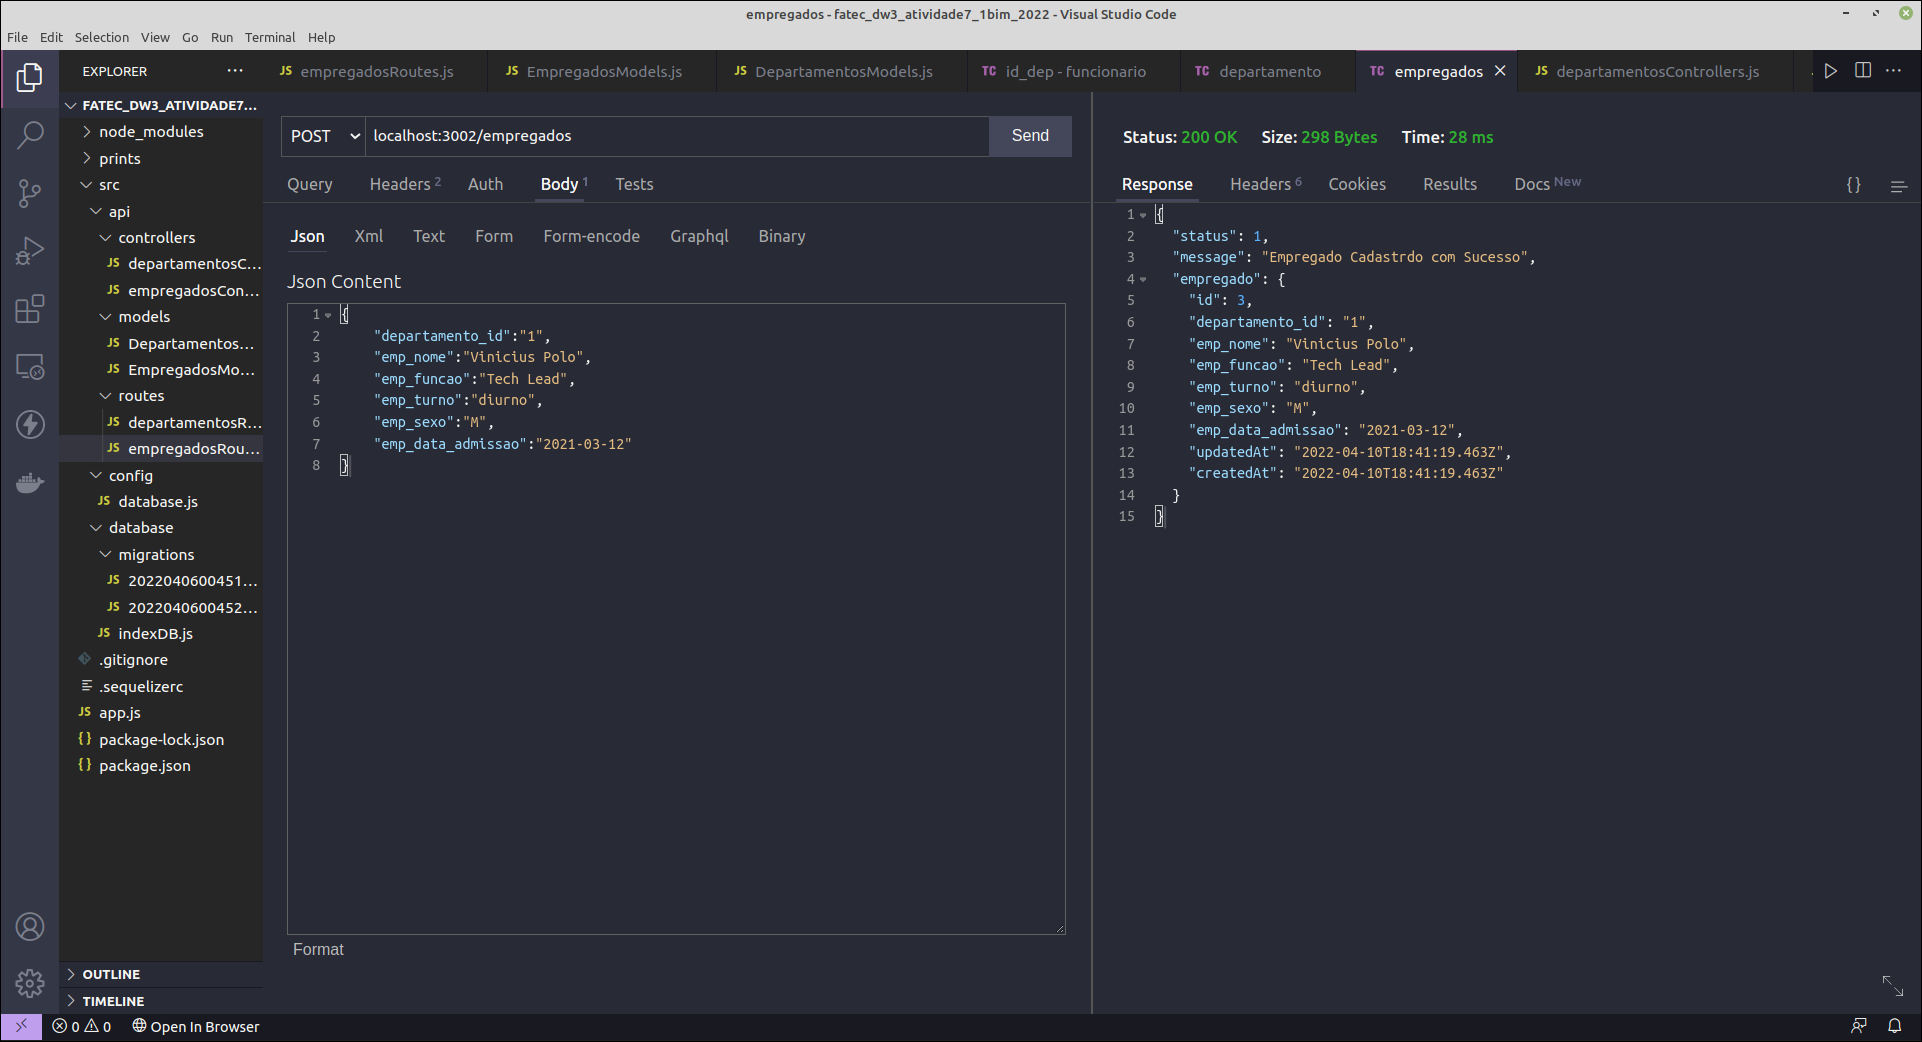 empregados - fatec_dw3_atividade7_1bim_2022 - Visual Studio Code
File Edit Selection View Go Run Terminal Help
EXPLORER ...
JS empregadosRoutes.js JS EmpregadosModels.js JS DepartamentosModels.js TC id_dep - funcionario TC departamento TC empregados JS departamentosControllers.js
FATEC_DW3_ATIVIDADE7...
node_modules
prints
src
api
controllers
JS departamentosC...
JS empregadosCon...
models
JS Departamentos...
JS EmpregadosMo...
routes
JS departamentosR...
JS empregadosRou...
config
JS database.js
database
migrations
JS 2022040600451...
JS 2022040600452...
JS indexDB.js
.gitignore
.sequelizerc
JS app.js
{} package-lock.json
{} package.json
OUTLINE
TIMELINE
POST localhost:3002/empregados Send
Query Headers 2 Auth Body 1 Tests
Json Xml Text Form Form-encode Graphql Binary
Json Content
1 {
2 "departamento_id":"1",
3 "emp_nome":"Vinicius Polo",
4 "emp_funcao":"Tech Lead",
5 "emp_turno":"diurno",
6 "emp_sexo":"M",
7 "emp_data_admissao":"2021-03-12"
8 }
Format
Status: 200 OK Size: 298 Bytes Time: 28 ms
Response Headers 6 Cookies Results Docs New {}
1 {
2 "status": 1,
3 "message": "Empregado Cadastrdo com Sucesso",
4 "empregado": {
5 "id": 3,
6 "departamento_id": "1",
7 "emp_nome": "Vinicius Polo",
8 "emp_funcao": "Tech Lead",
9 "emp_turno": "diurno",
10 "emp_sexo": "M",
11 "emp_data_admissao": "2021-03-12",
12 "updatedAt": "2022-04-10T18:41:19.463Z",
13 "createdAt": "2022-04-10T18:41:19.463Z"
14 }
15 }
0 0 Open In Browser